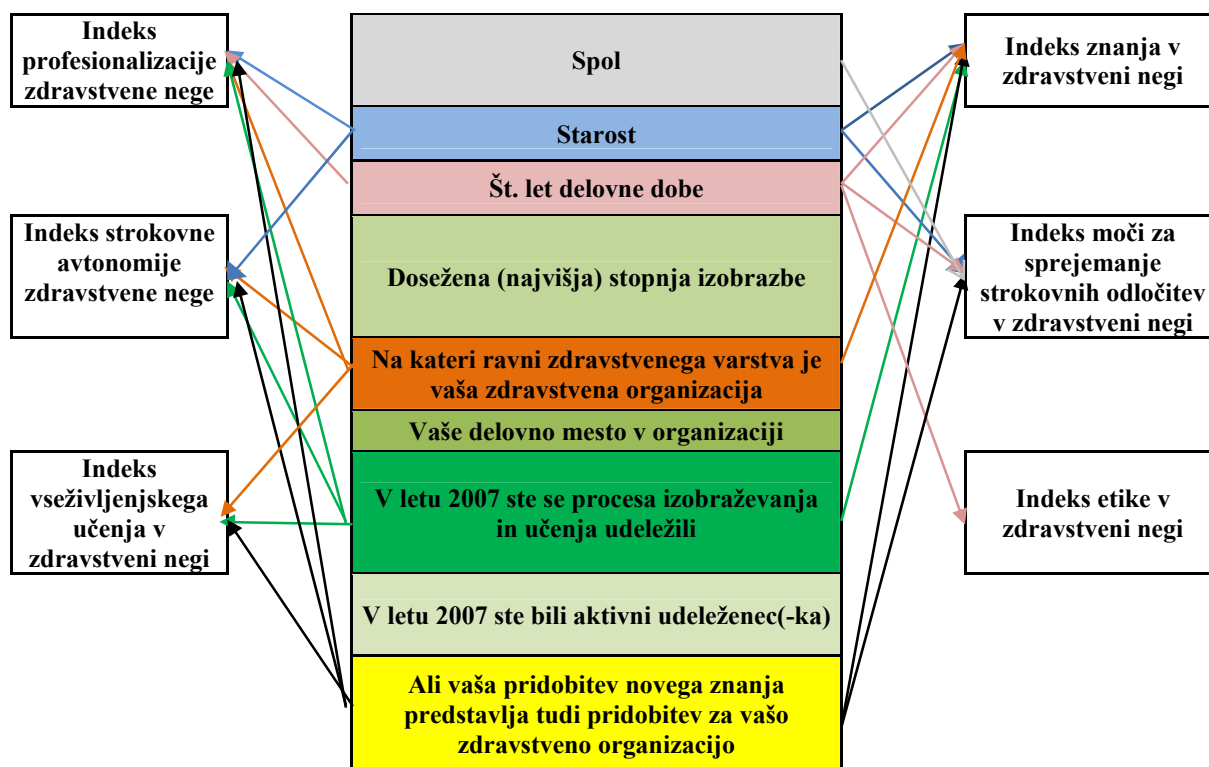 Indeks
profesionalizacije
zdravstvene nege
Indeks strokovne
avtonomije
zdravstvene nege
Indeks
vseživljenjskega
učenja v
zdravstveni negi
Spol
Starost
Št. let delovne dobe
Dosežena (najvišja) stopnja izobrazbe
Na kateri ravni zdravstvenega varstva je
vaša zdravstvena organizacija
Vaše delovno mesto v organizaciji
V letu 2007 ste se procesa izobraževanja
in učenja udeležili
V letu 2007 ste bili aktivni udeleženec(-ka)
Ali vaša pridobitev novega znanja
predstavlja tudi pridobitev za vašo
zdravstveno organizacijo
Indeks znanja v
zdravstveni negi
Indeks moči za
sprejemanje
strokovnih odločitev
v zdravstveni negi
Indeks etike v
zdravstveni negi